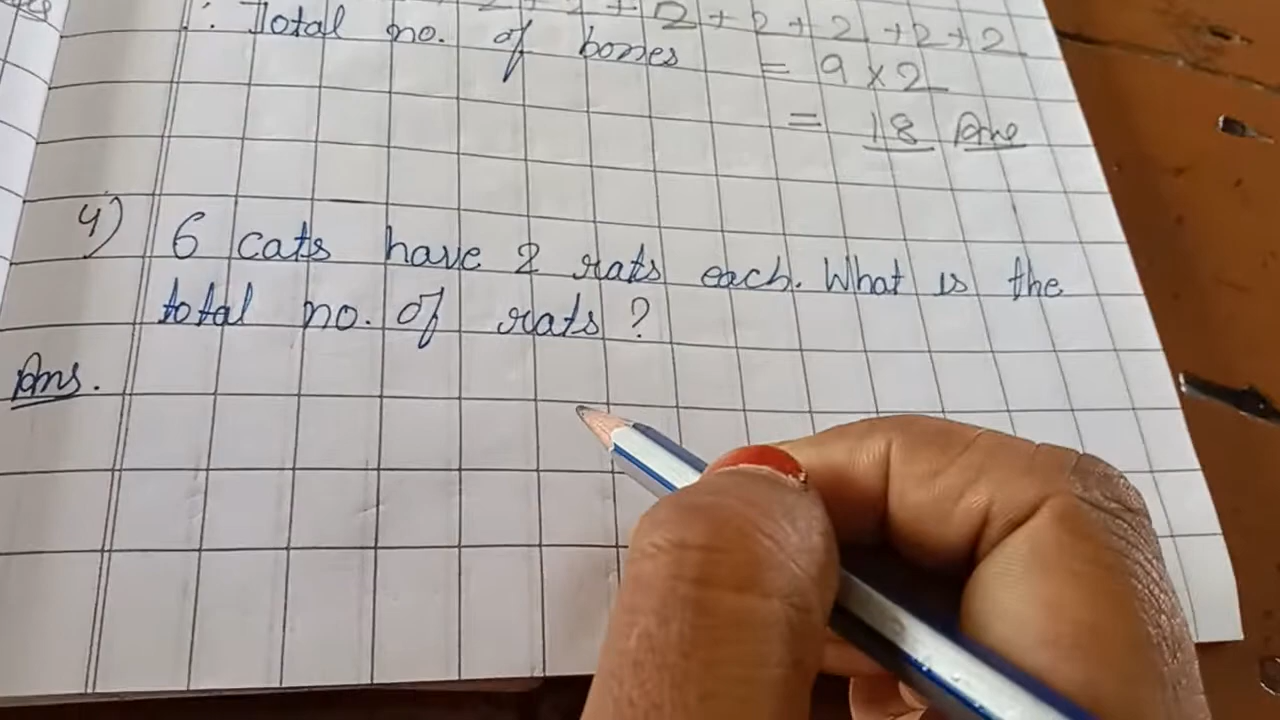 2 + 2 + 2 + 2 + 2 + 2 + 2
∴ Total no. of bones
= 9 × 2
= 18 Ans
4) 6 cats have 2 rats each. What is the
total no. of rats ?
Ans.